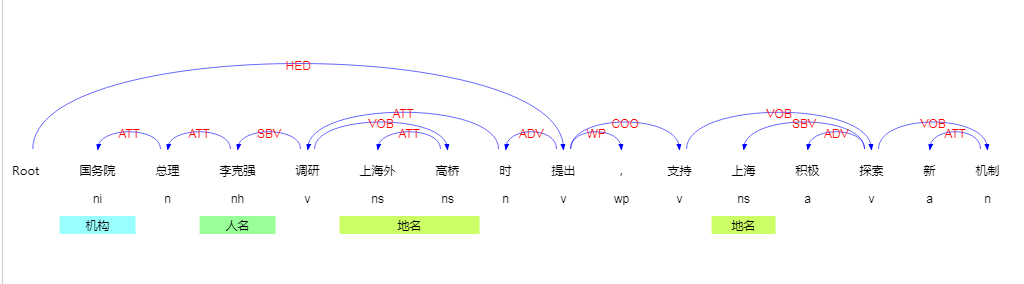 HED
ATT
VOB VOB
COO
SBV
ATT ATT SBV ATT ADV WP ADV ATT
Root 国务院 总理 李克强 调研 上海外 高桥 时 提出 , 支持 上海 积极 探索 新 机制
ni n nh v ns ns n v wp v ns a v a n
机构 人名 地名 地名